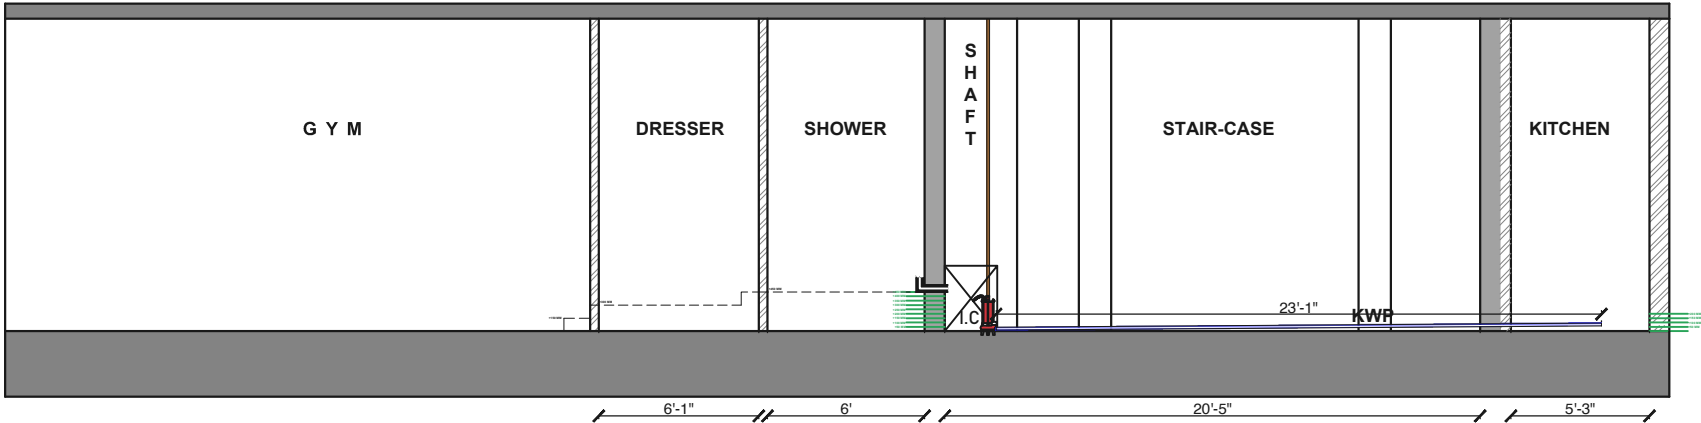 G Y M
DRESSER
SHOWER
S
H
A
F
T
STAIR-CASE
KITCHEN
I.C
23'-1"
KWP
6'-1"
6'
20'-5"
5'-3"